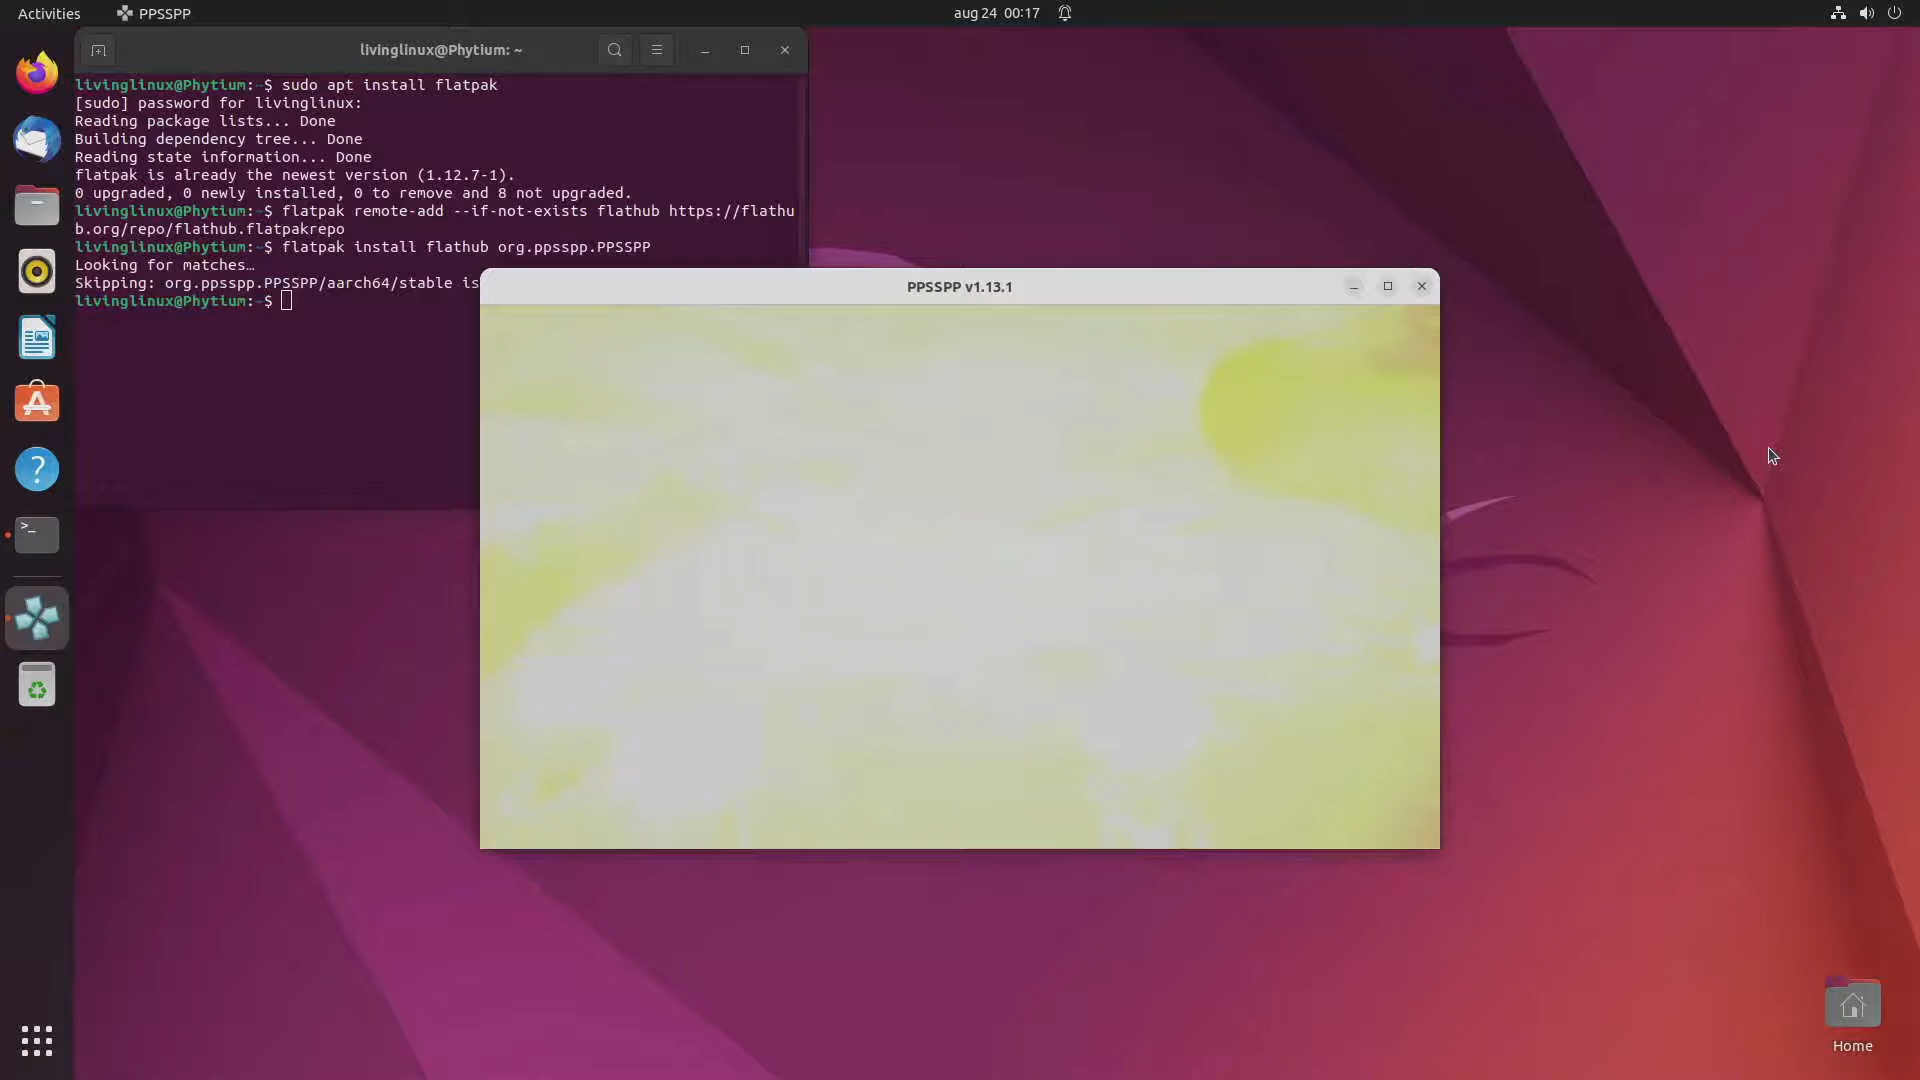 Activities PPSSPP aug 24 00:17
livinglinux@Phytium: ~
livinglinux@Phytium:~$ sudo apt install flatpak
[sudo] password for livinglinux:
Reading package lists... Done
Building dependency tree... Done
Reading state information... Done
flatpak is already the newest version (1.12.7-1).
0 upgraded, 0 newly installed, 0 to remove and 8 not upgraded.
livinglinux@Phytium:~$ flatpak remote-add --if-not-exists flathub https://flathu
b.org/repo/flathub.flatpakrepo
livinglinux@Phytium:~$ flatpak install flathub org.ppsspp.PPSSPP
Looking for matches…
Skipping: org.ppsspp.PPSSPP/aarch64/stable is
livinglinux@Phytium:~$
PPSSPP v1.13.1
Home